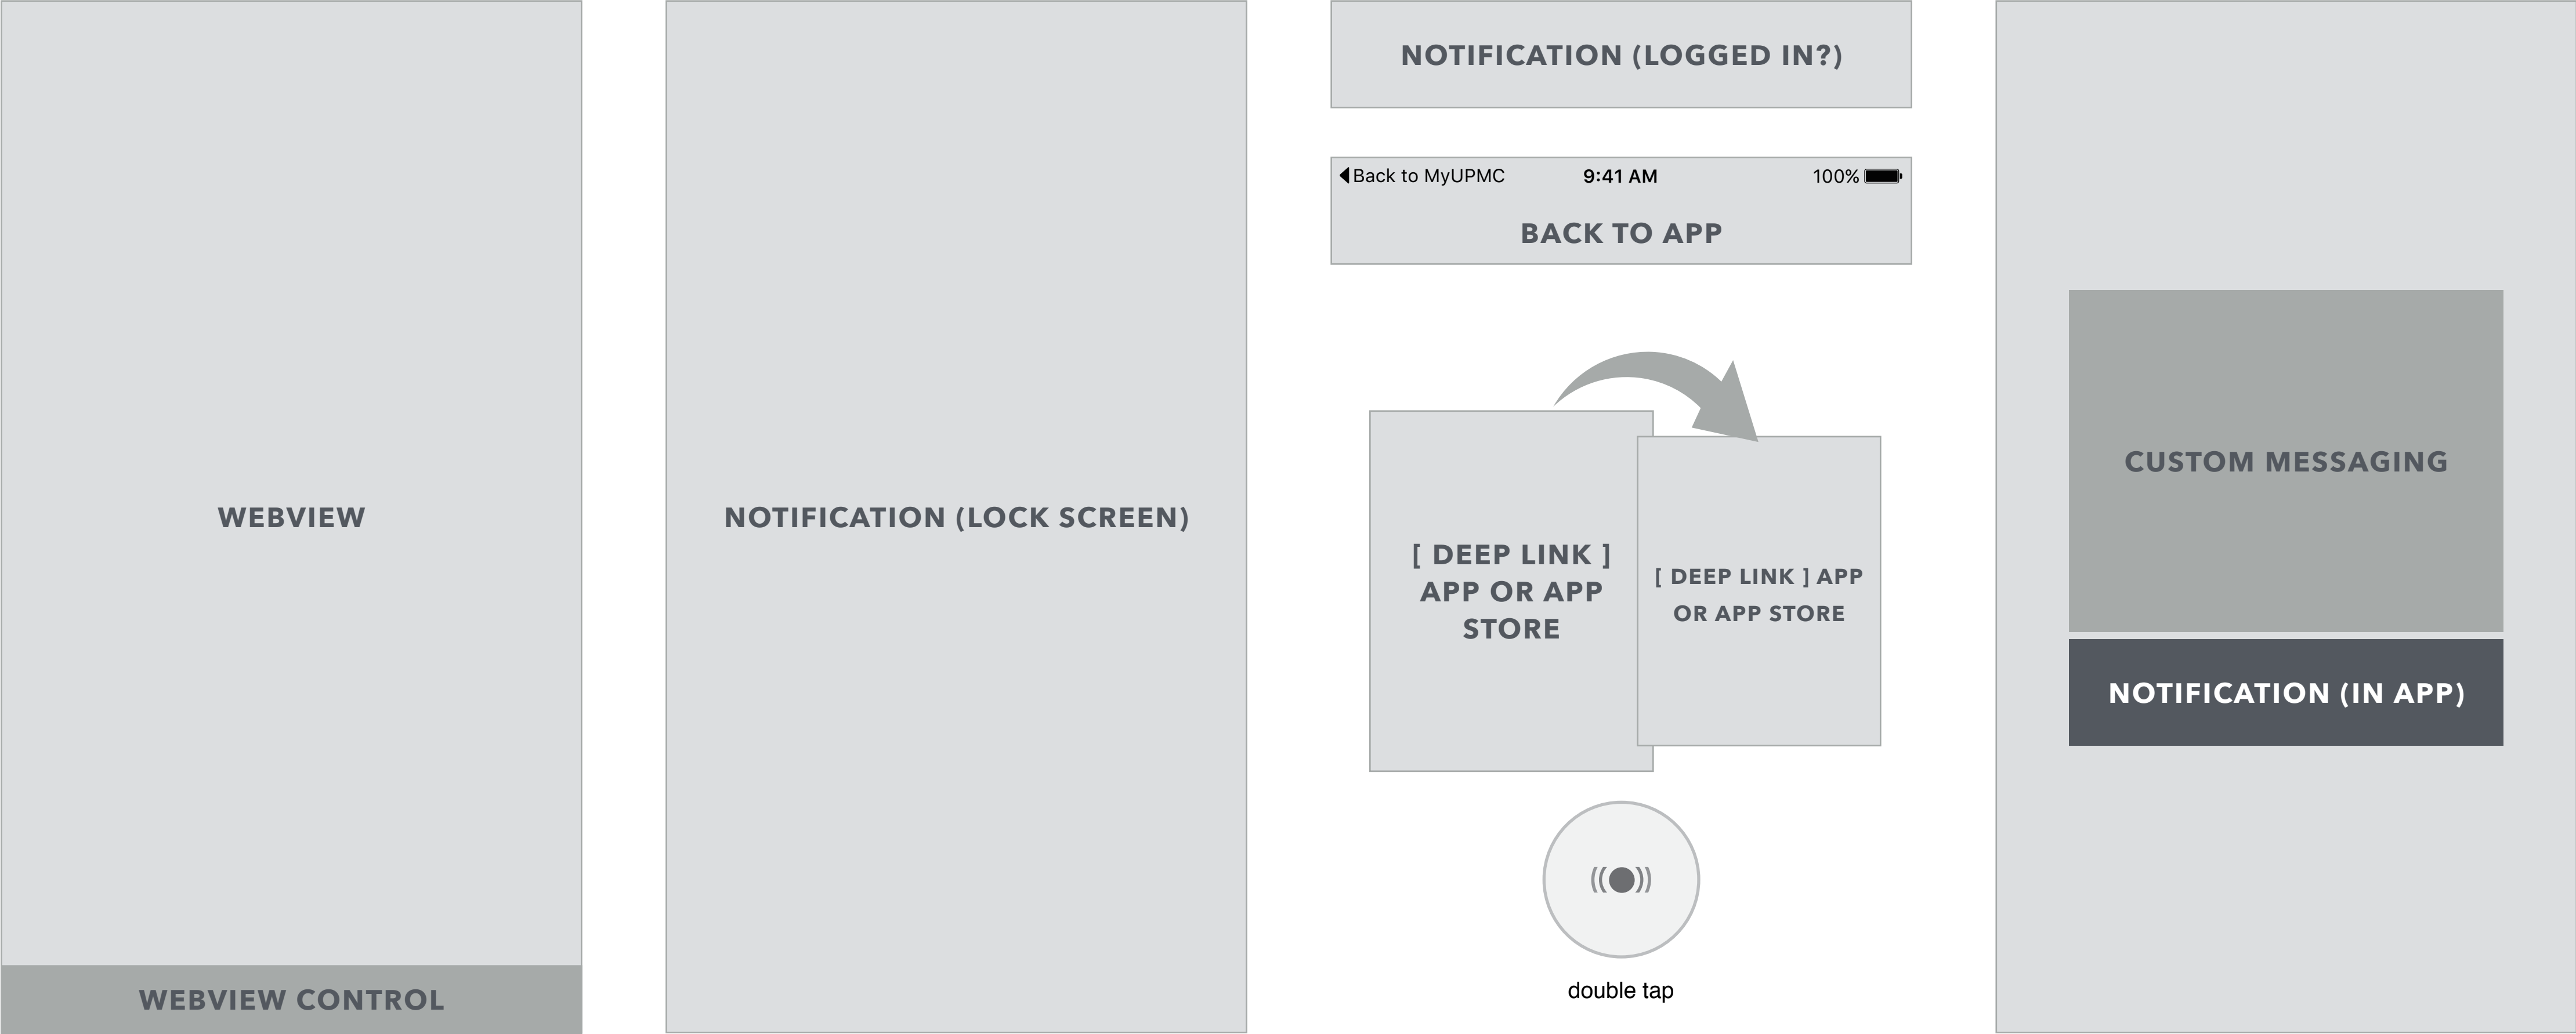 WEBVIEW
WEBVIEW CONTROL
NOTIFICATION (LOCK SCREEN)
NOTIFICATION (LOGGED IN?)
Back to MyUPMC 9:41 AM 100%
BACK TO APP
[ DEEP LINK ]
APP OR APP
STORE
[ DEEP LINK ] APP
OR APP STORE
double tap
CUSTOM MESSAGING
NOTIFICATION (IN APP)